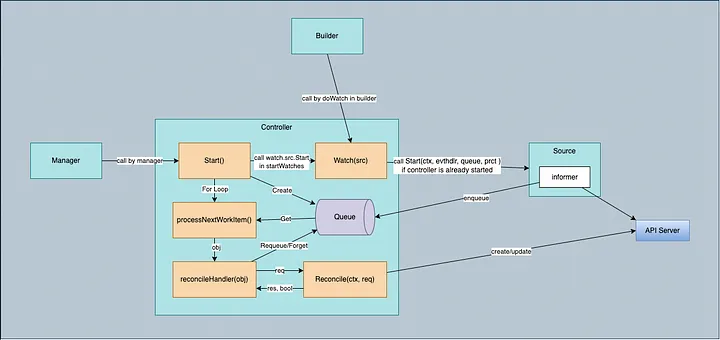 Builder
call by doWatch in builder
Controller
Manager
call by manager
Start()
call watch.src.Start
in startWatches
Watch(src)
call Start(ctx, evthdlr, queue, prct )
if controller is already started
Source
informer
For Loop
Create
enqueue
processNextWorkItem()
Get
Queue
API Server
obj
Requeue/Forget
create/update
reconcileHandler(obj)
req
res, bool
Reconcile(ctx, req)